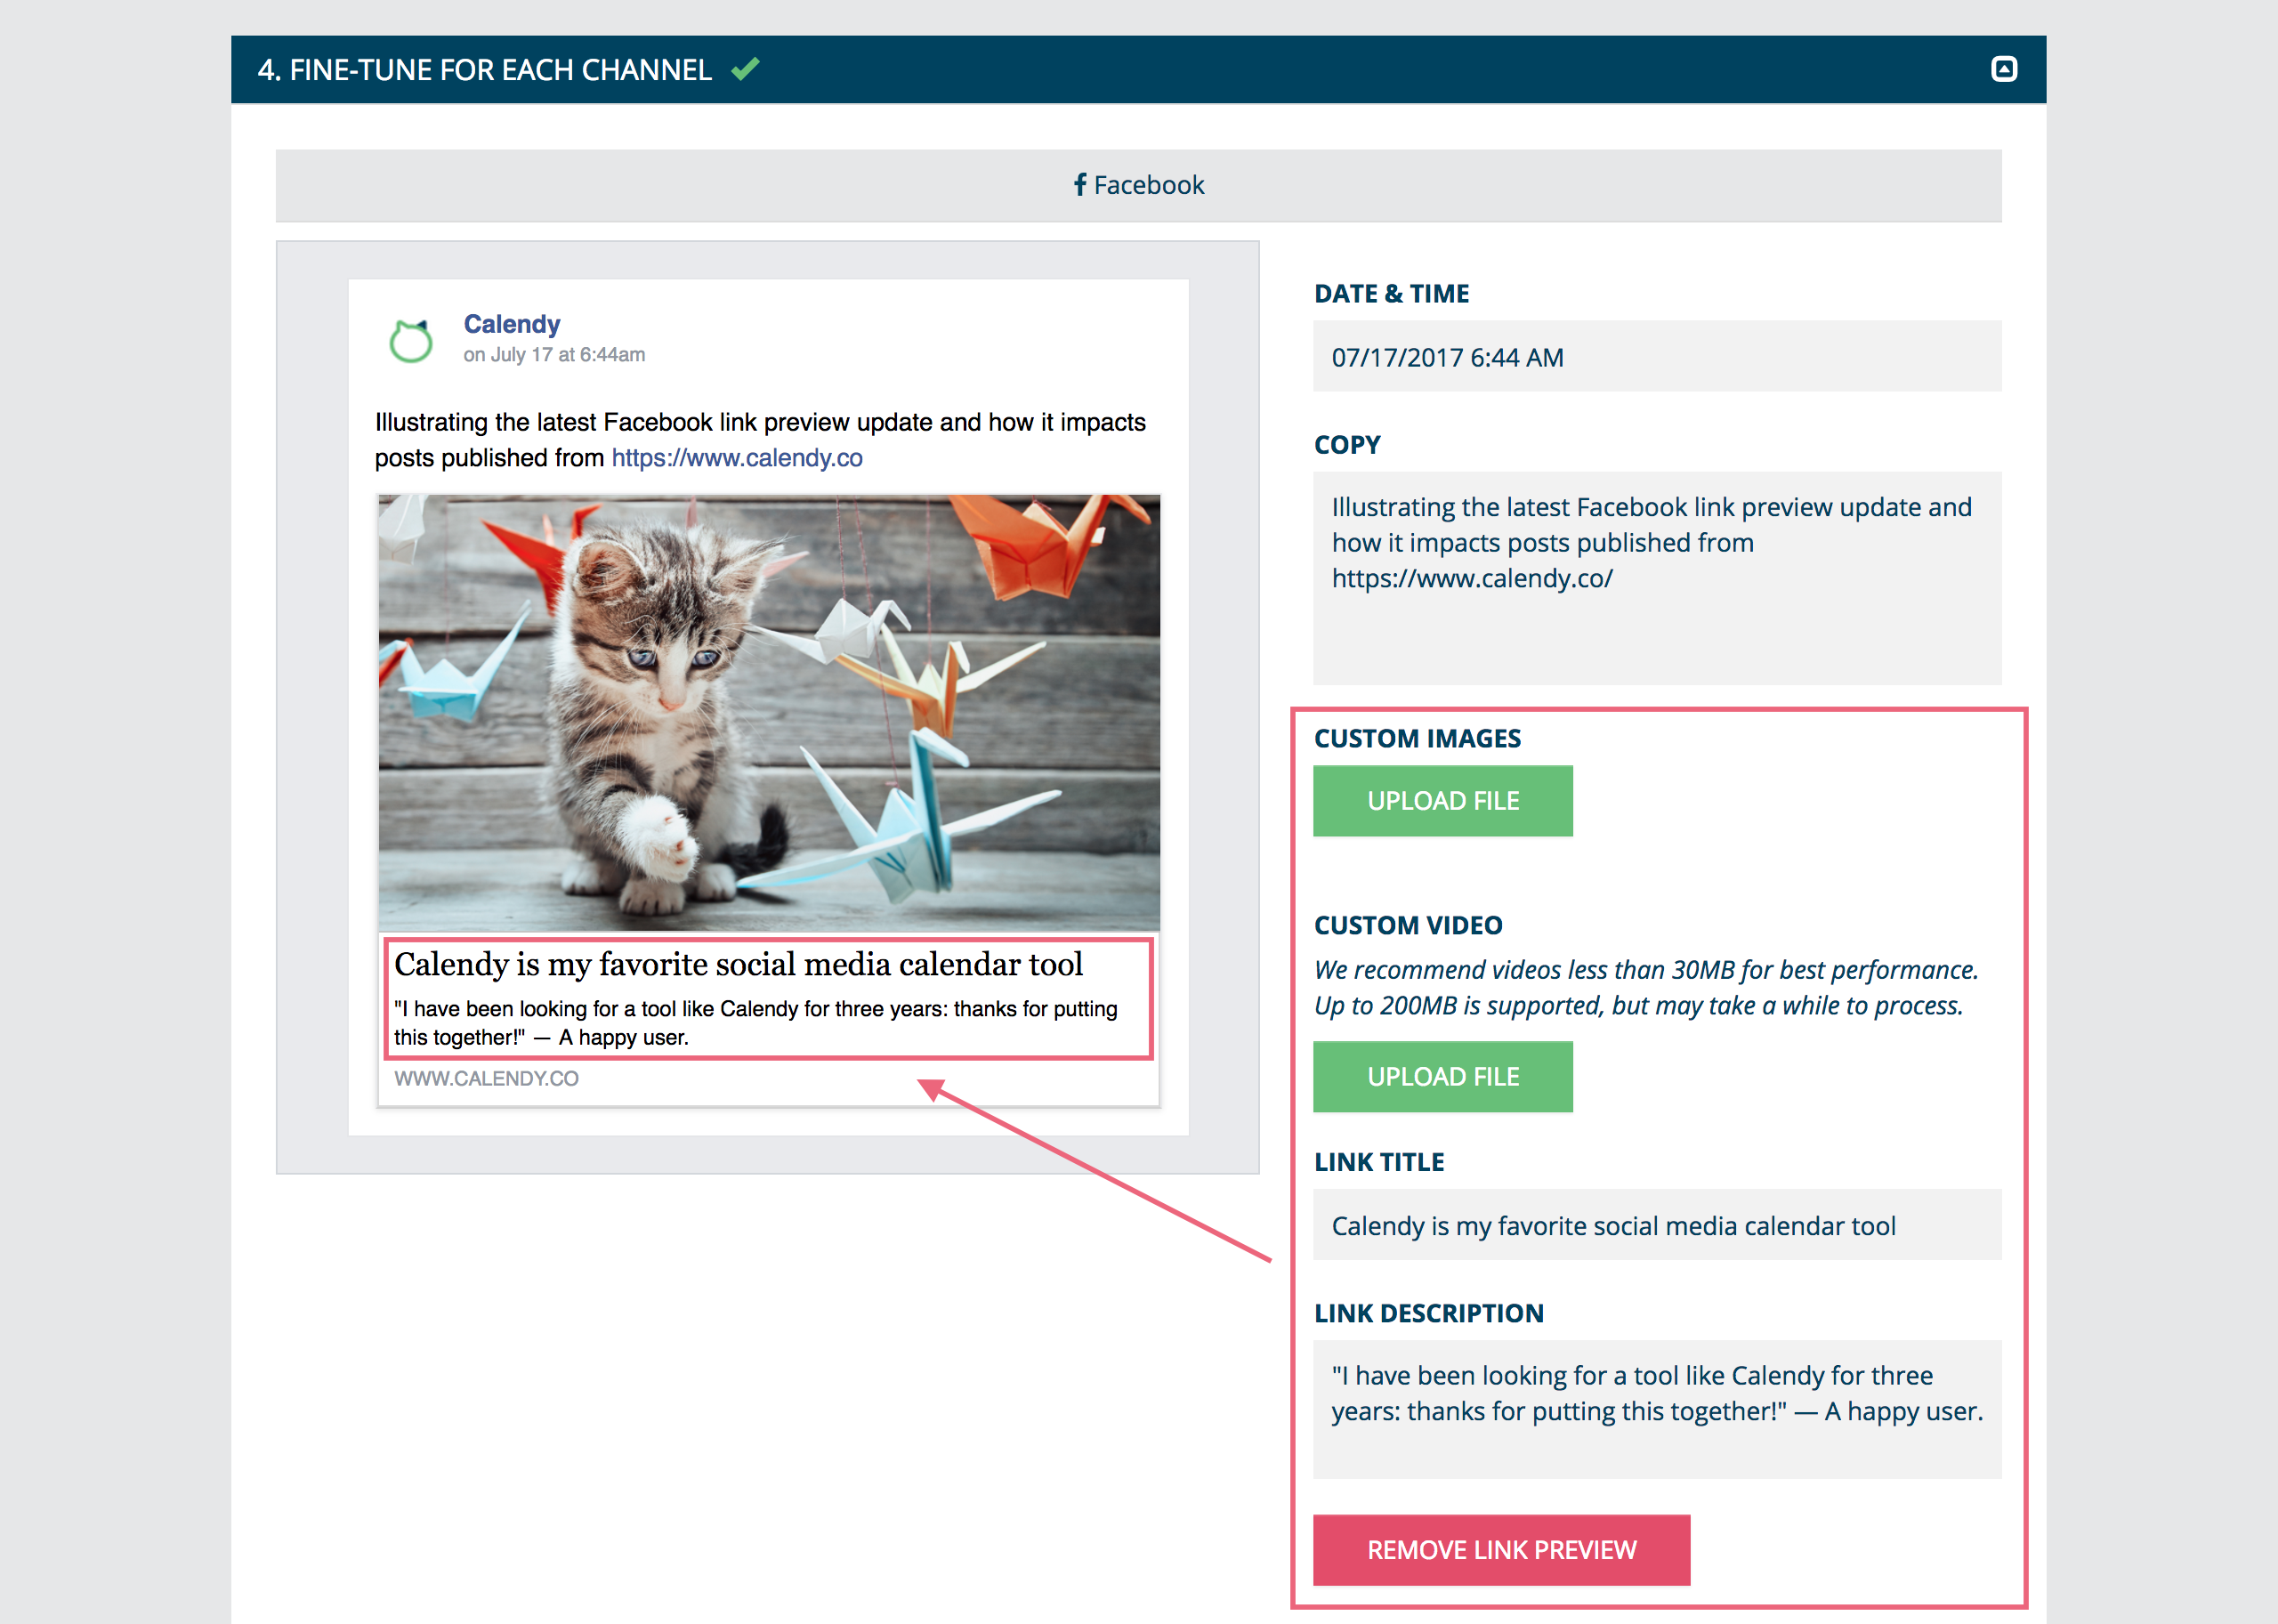 4. FINE-TUNE FOR EACH CHANNEL
Facebook
Calendy
on July 17 at 6:44am
Illustrating the latest Facebook link preview update and how it impacts
posts published from https://www.calendy.co
Calendy is my favorite social media calendar tool
"I have been looking for a tool like Calendy for three years: thanks for putting
this together!" — A happy user.
WWW.CALENDY.CO
DATE & TIME
07/17/2017 6:44 AM
COPY
Illustrating the latest Facebook link preview update and
how it impacts posts published from
https://www.calendy.co/
CUSTOM IMAGES
UPLOAD FILE
CUSTOM VIDEO
We recommend videos less than 30MB for best performance.
Up to 200MB is supported, but may take a while to process.
UPLOAD FILE
LINK TITLE
Calendy is my favorite social media calendar tool
LINK DESCRIPTION
"I have been looking for a tool like Calendy for three
years: thanks for putting this together!" — A happy user.
REMOVE LINK PREVIEW